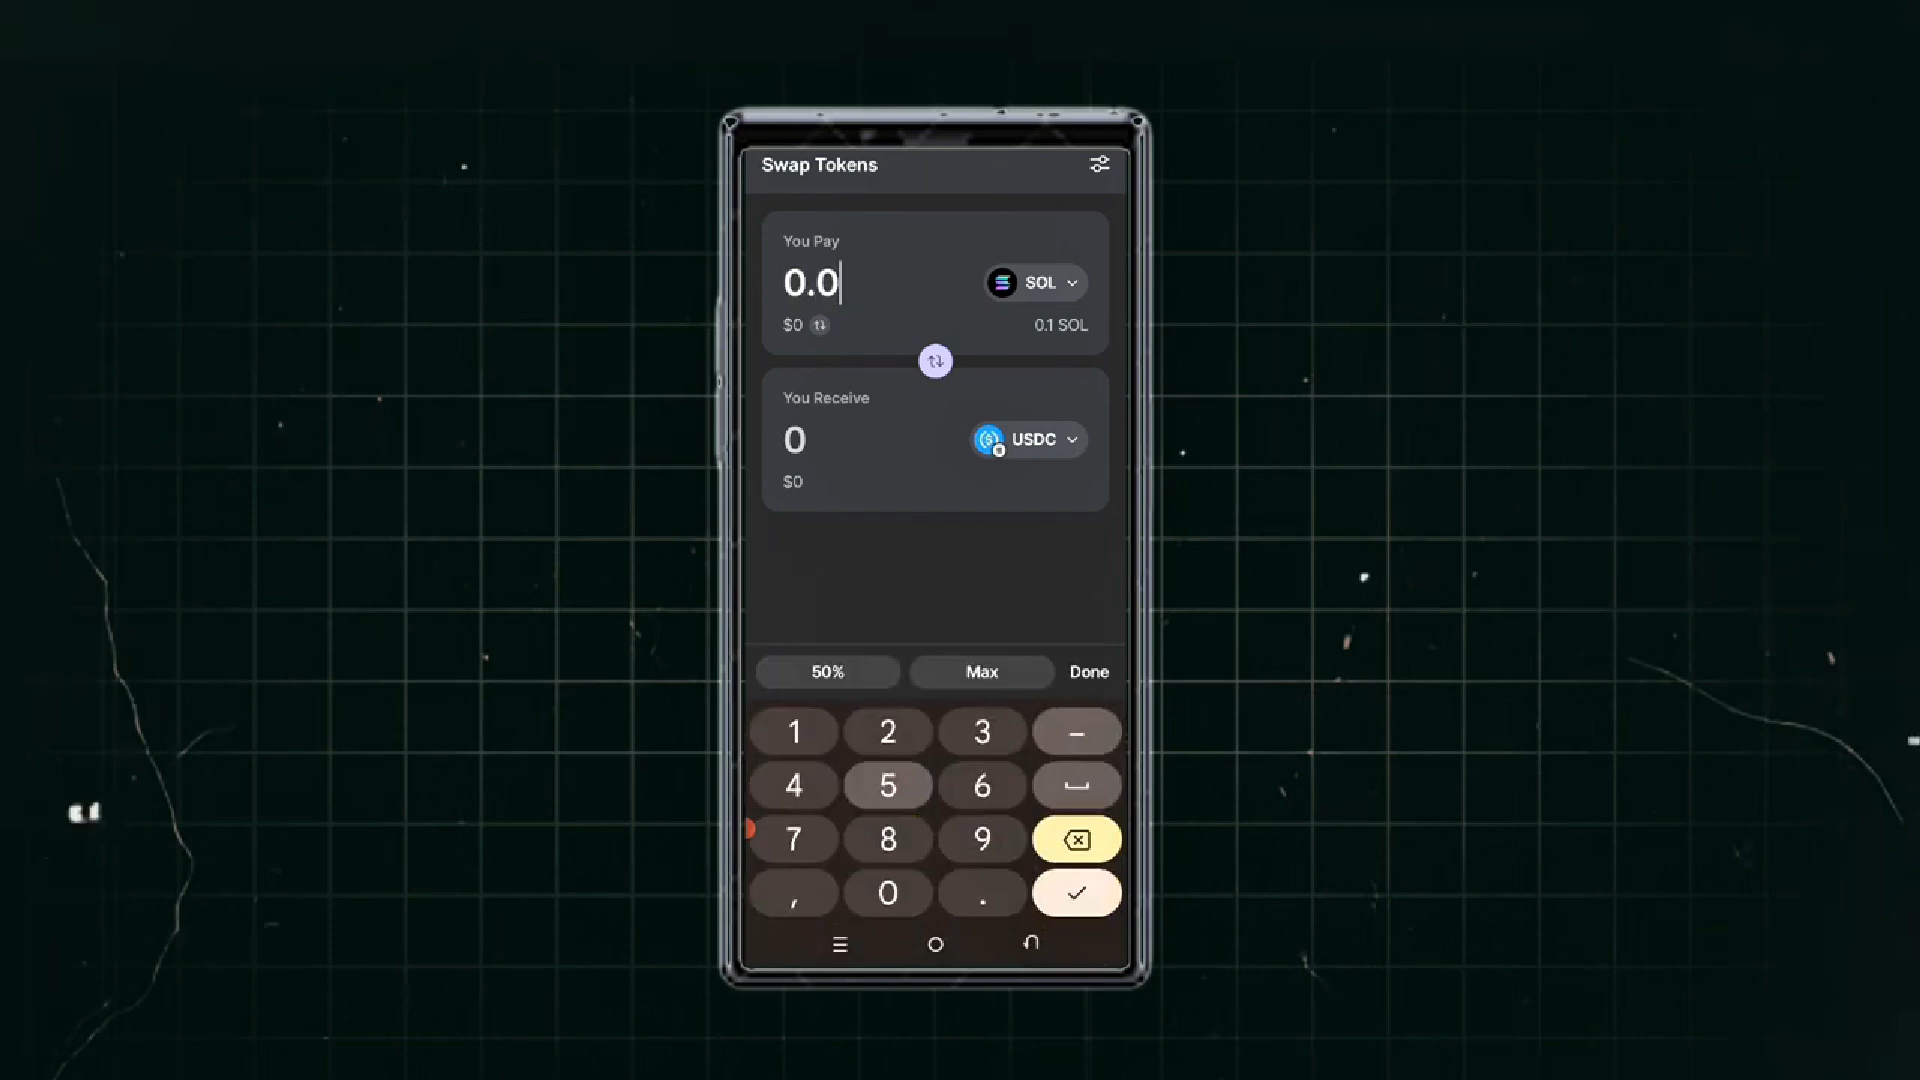 Swap Tokens
You Pay
0.0
SOL
$0
0.1 SOL
You Receive
0
USDC
$0
50%
Max
Done
1 2 3 –
4 5 6
7 8 9
, 0 .